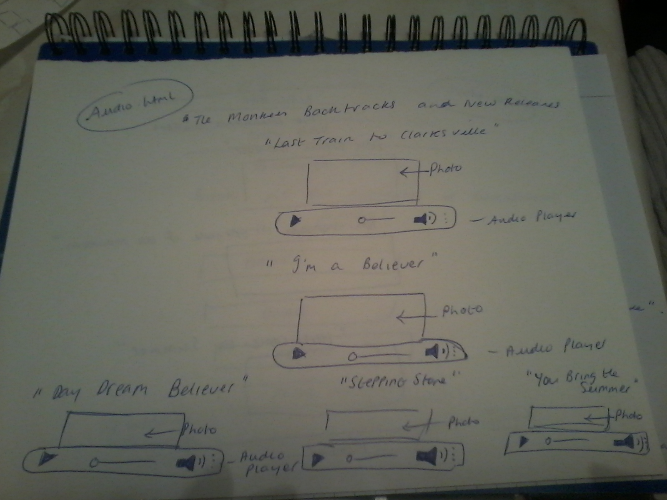 Audio.html
"The Monkees Backtracks and New Releases
"Last Train to Clarkesville"
Photo
- Audio Player
" I'm a Believer"
Photo
- Audio Player
"Day Dream Believer"
"Stepping Stone"
"You Bring the
Summer"
Photo
Photo
Photo
- Audio
Player